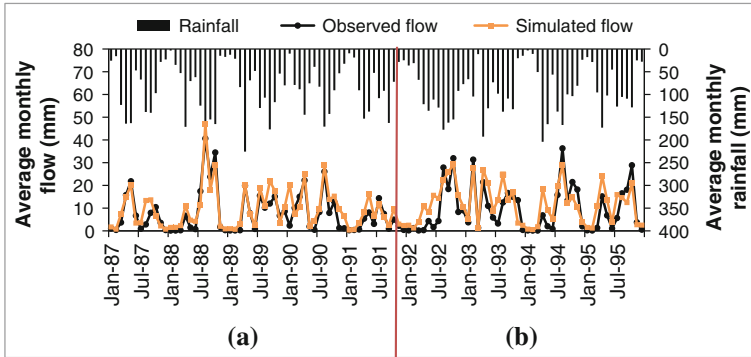 Rainfall Observed flow Simulated flow
Average monthly
flow (mm)
80
70
60
50
40
30
20
10
0
0
50
100
150
200
250
300
350
400
Average monthly
rainfall (mm)
Jan-87
Jul-87
Jan-88
Jul-88
Jan-89
Jul-89
Jan-90
Jul-90
Jan-91
Jul-91
Jan-92
Jul-92
Jan-93
Jul-93
Jan-94
Jul-94
Jan-95
Jul-95
(a)
(b)